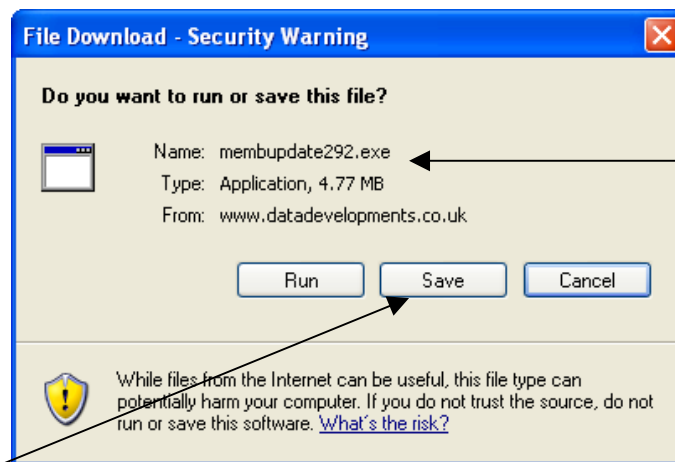 File Download - Security Warning
Do you want to run or save this file?
Name: membupdate292.exe
Type: Application, 4.77 MB
From: www.datadevelopments.co.uk
Run Save Cancel
While files from the Internet can be useful, this file type can
potentially harm your computer. If you do not trust the source, do not
run or save this software. What's the risk?